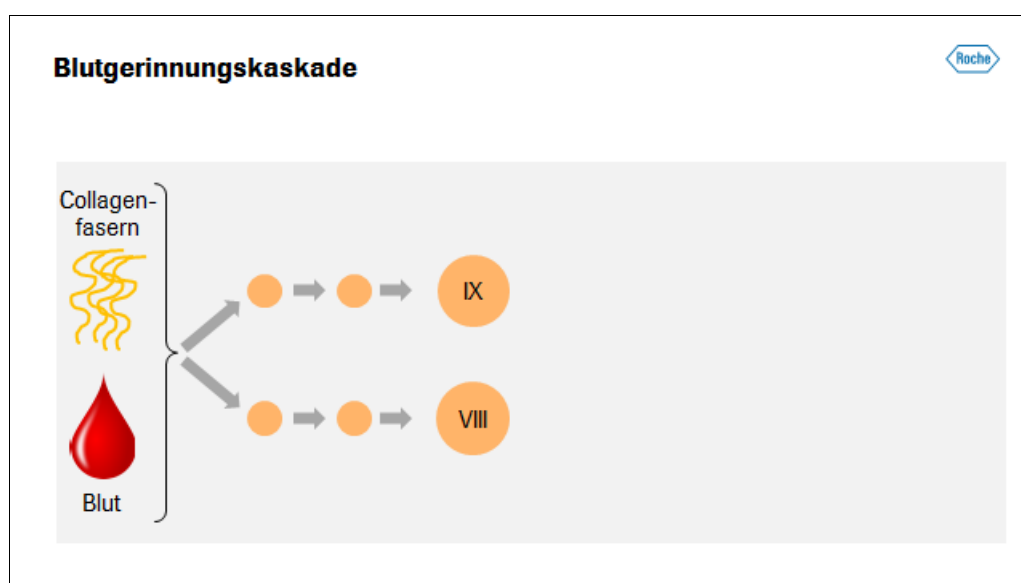 Blutgerinnungskaskade
Roche
Collagen-
fasern
IX
VIII
Blut